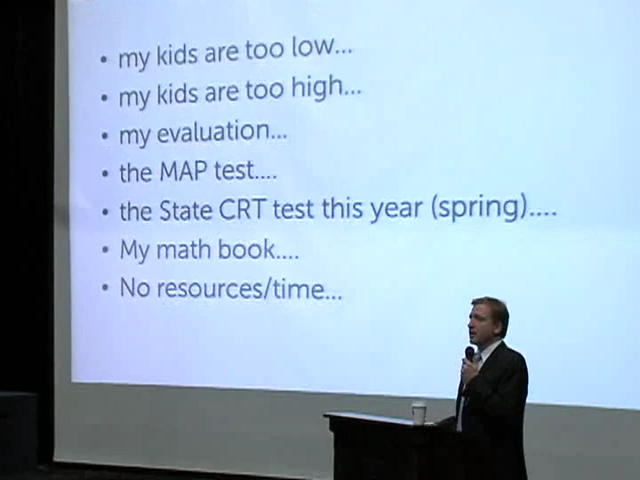 • my kids are too low...
• my kids are too high...
• my evaluation...
• the MAP test....
• the State CRT test this year (spring)....
• My math book....
• No resources/time...